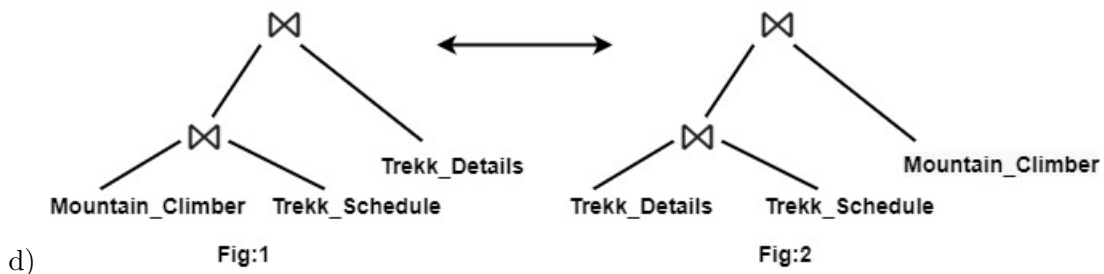 ⋈ ⋈
⋈ ⋈
Trekk_Details Mountain_Climber
Mountain_Climber Trekk_Schedule Trekk_Details Trekk_Schedule
d) Fig:1 Fig:2